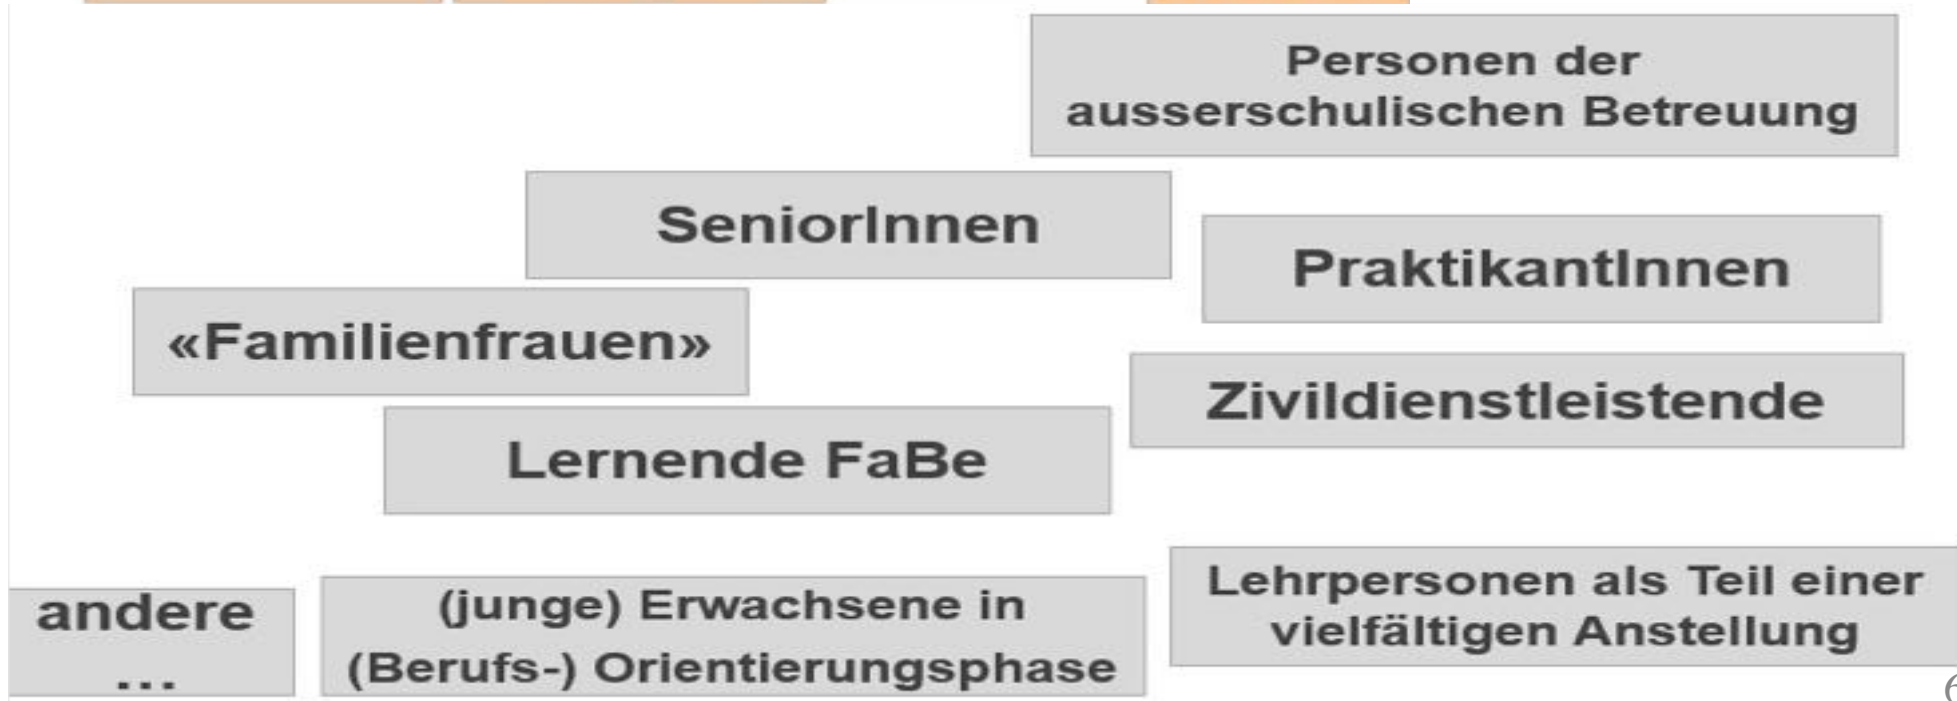 Personen der
ausserschulischen Betreuung
SeniorInnen
PraktikantInnen
«Familienfrauen»
Zivildienstleistende
Lernende FaBe
Lehrpersonen als Teil einer
vielfältigen Anstellung
(junge) Erwachsene in
(Berufs-) Orientierungsphase
andere
...
6